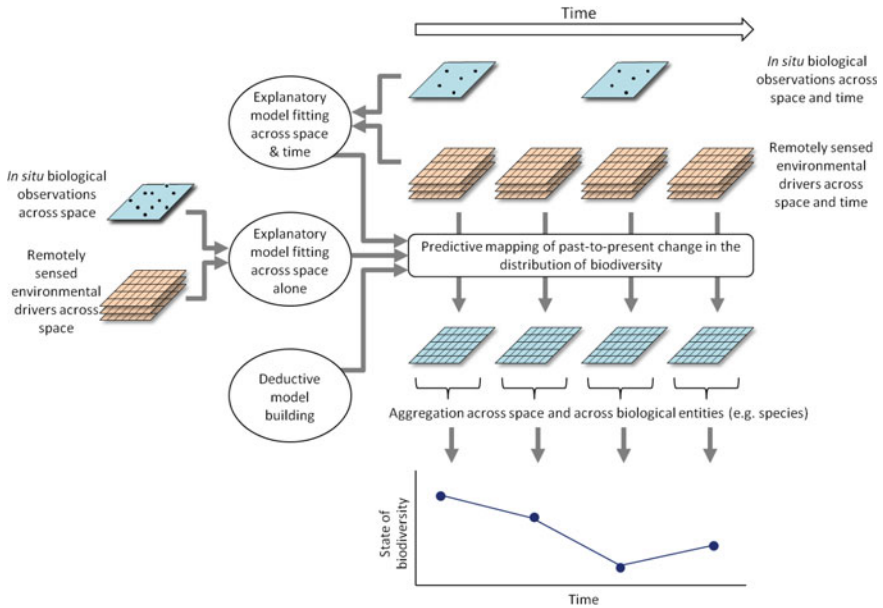 Time
In situ biological
observations across
space and time
Explanatory
model fitting
across space
& time
Remotely sensed
environmental
drivers across
space and time
In situ biological
observations
across space
Explanatory
model fitting
across space
alone
Predictive mapping of past-to-present change in the
distribution of biodiversity
Remotely
sensed
environmental
drivers across
space
Deductive
model
building
Aggregation across space and across biological entities (e.g. species)
State of
biodiversity
Time